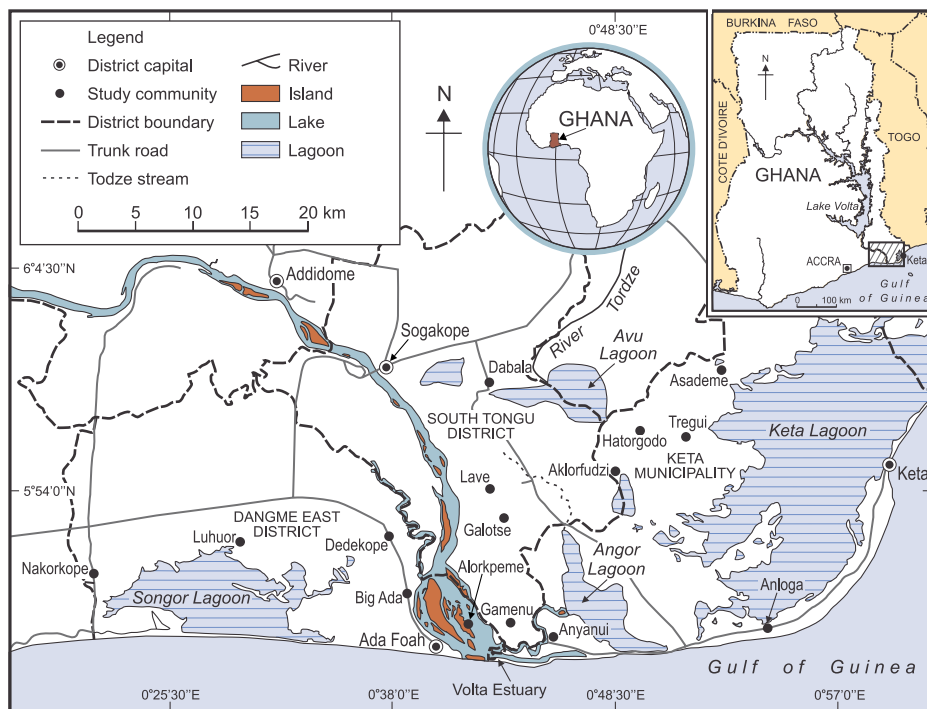 Legend
District capital
Study community
District boundary
Trunk road
Todze stream
River
Island
Lake
Lagoon
0 5 10 15 20 km
N
0°48'30''E
GHANA
BURKINA FASO
N
COTE D'IVOIRE
TOGO
GHANA
Lake Volta
ACCRA
Keta
Gulf
of Guinea
0 100 km
6°4'30''N
Addidome
Sogakope
River Tordze
Avu
Lagoon
Dabala
Asademe
SOUTH TONGU
DISTRICT
Hatorgodo
Tregui
Keta Lagoon
KETA
MUNICIPALITY
Aklorfudzi
Keta
5°54'0''N
Lave
Galotse
DANGME EAST
DISTRICT
Luhuor
Dedekope
Angor
Lagoon
Nakorkope
Alorkpeme
Songor Lagoon
Big Ada
Gamenu
Anloga
Anyanui
Ada Foah
Volta Estuary
Gulf of Guinea
0°25'30''E
0°38'0''E
0°48'30''E
0°57'0''E